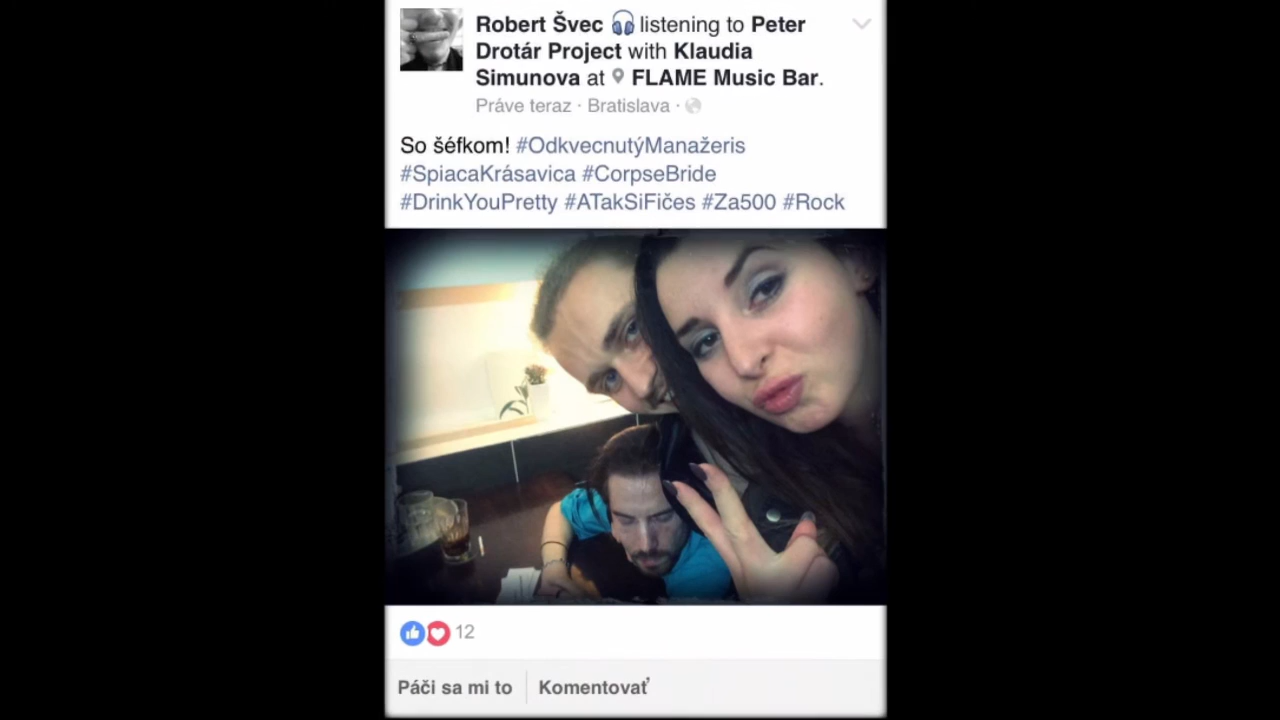 Robert Švec 🎧 listening to Peter
Drotár Project with Klaudia
Simunova at FLAME Music Bar.
Práve teraz · Bratislava ·
So šéfkom! #OdkvecnutýManažeris
#SpiacaKrásavica #CorpseBride
#DrinkYouPretty #ATakSiFičes #Za500 #Rock
12
Páči sa mi to
Komentovať